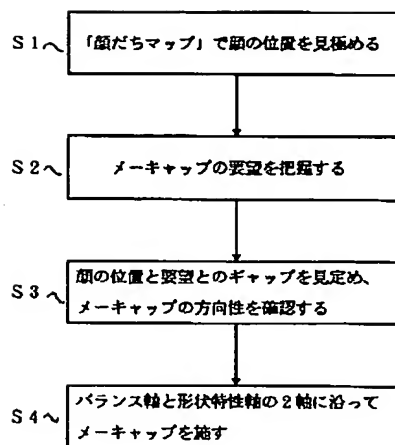 S1 「顔だちマップ」で顔の位置を見極める
S2 メーキャップの要望を把握する
S3 顔の位置と要望とのギャップを見定め、
メーキャップの方向性を確認する
S4 バランス軸と形状特性軸の2軸に沿って
メーキャップを施す